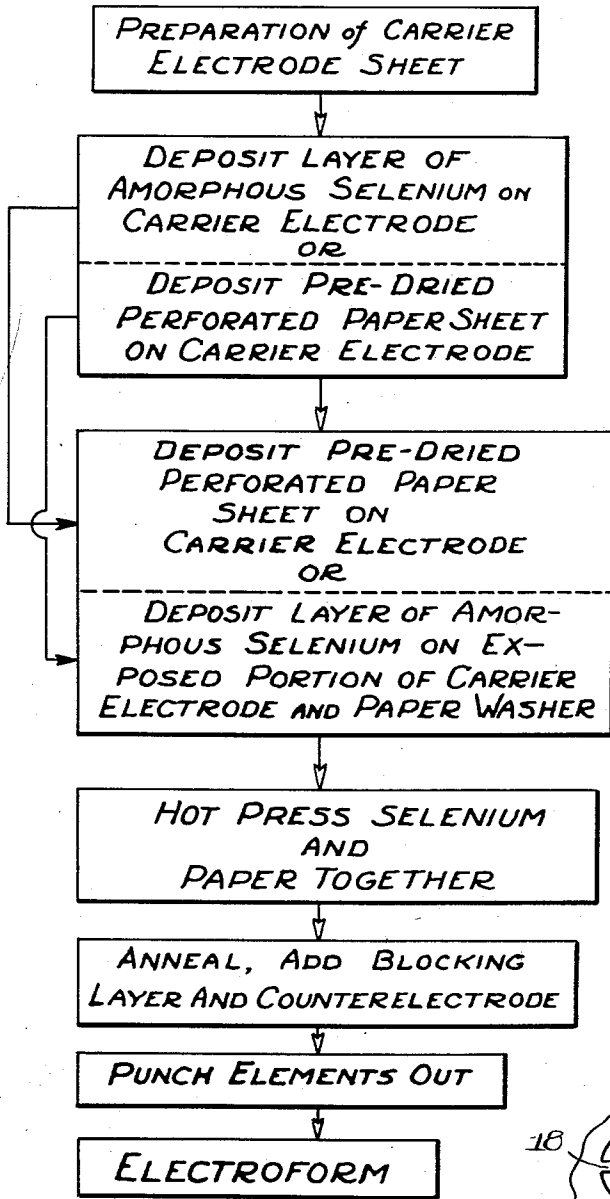 PREPARATION of CARRIER
ELECTRODE SHEET
DEPOSIT LAYER OF
AMORPHOUS SELENIUM ON
CARRIER ELECTRODE
OR
DEPOSIT PRE-DRIED
PERFORATED PAPER SHEET
ON CARRIER ELECTRODE
DEPOSIT PRE-DRIED
PERFORATED PAPER
SHEET ON
CARRIER ELECTRODE
OR
DEPOSIT LAYER OF AMOR-
PHOUS SELENIUM ON EX-
POSED PORTION OF CARRIER
ELECTRODE AND PAPER WASHER
HOT PRESS SELENIUM
AND
PAPER TOGETHER
ANNEAL, ADD BLOCKING
LAYER AND COUNTERELECTRODE
PUNCH ELEMENTS OUT
ELECTROFORM
18